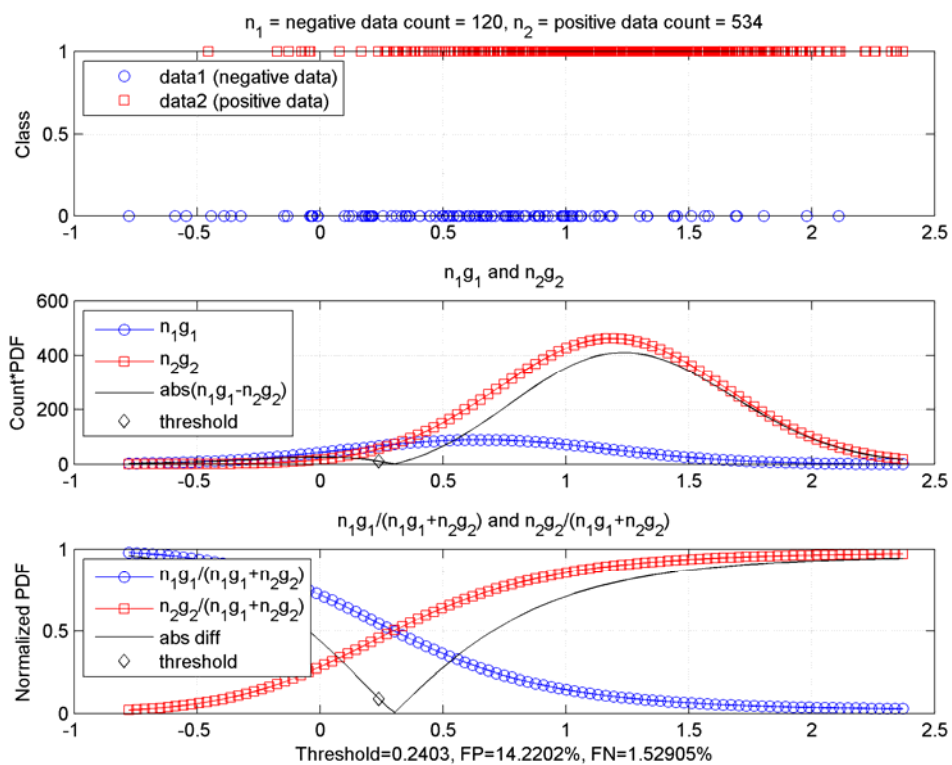 n1 = negative data count = 120, n2 = positive data count = 534
1
0.5
0
Class
data1 (negative data)
data2 (positive data)
-1 -0.5 0 0.5 1 1.5 2 2.5
n1g1 and n2g2
600
400
200
0
Count*PDF
n1g1
n2g2
abs(n1g1-n2g2)
threshold
-1 -0.5 0 0.5 1 1.5 2 2.5
n1g1/(n1g1+n2g2) and n2g2/(n1g1+n2g2)
1
0.5
0
Normalized PDF
n1g1/(n1g1+n2g2)
n2g2/(n1g1+n2g2)
abs diff
threshold
-1 -0.5 0 0.5 1 1.5 2 2.5
Threshold=0.2403, FP=14.2202%, FN=1.52905%